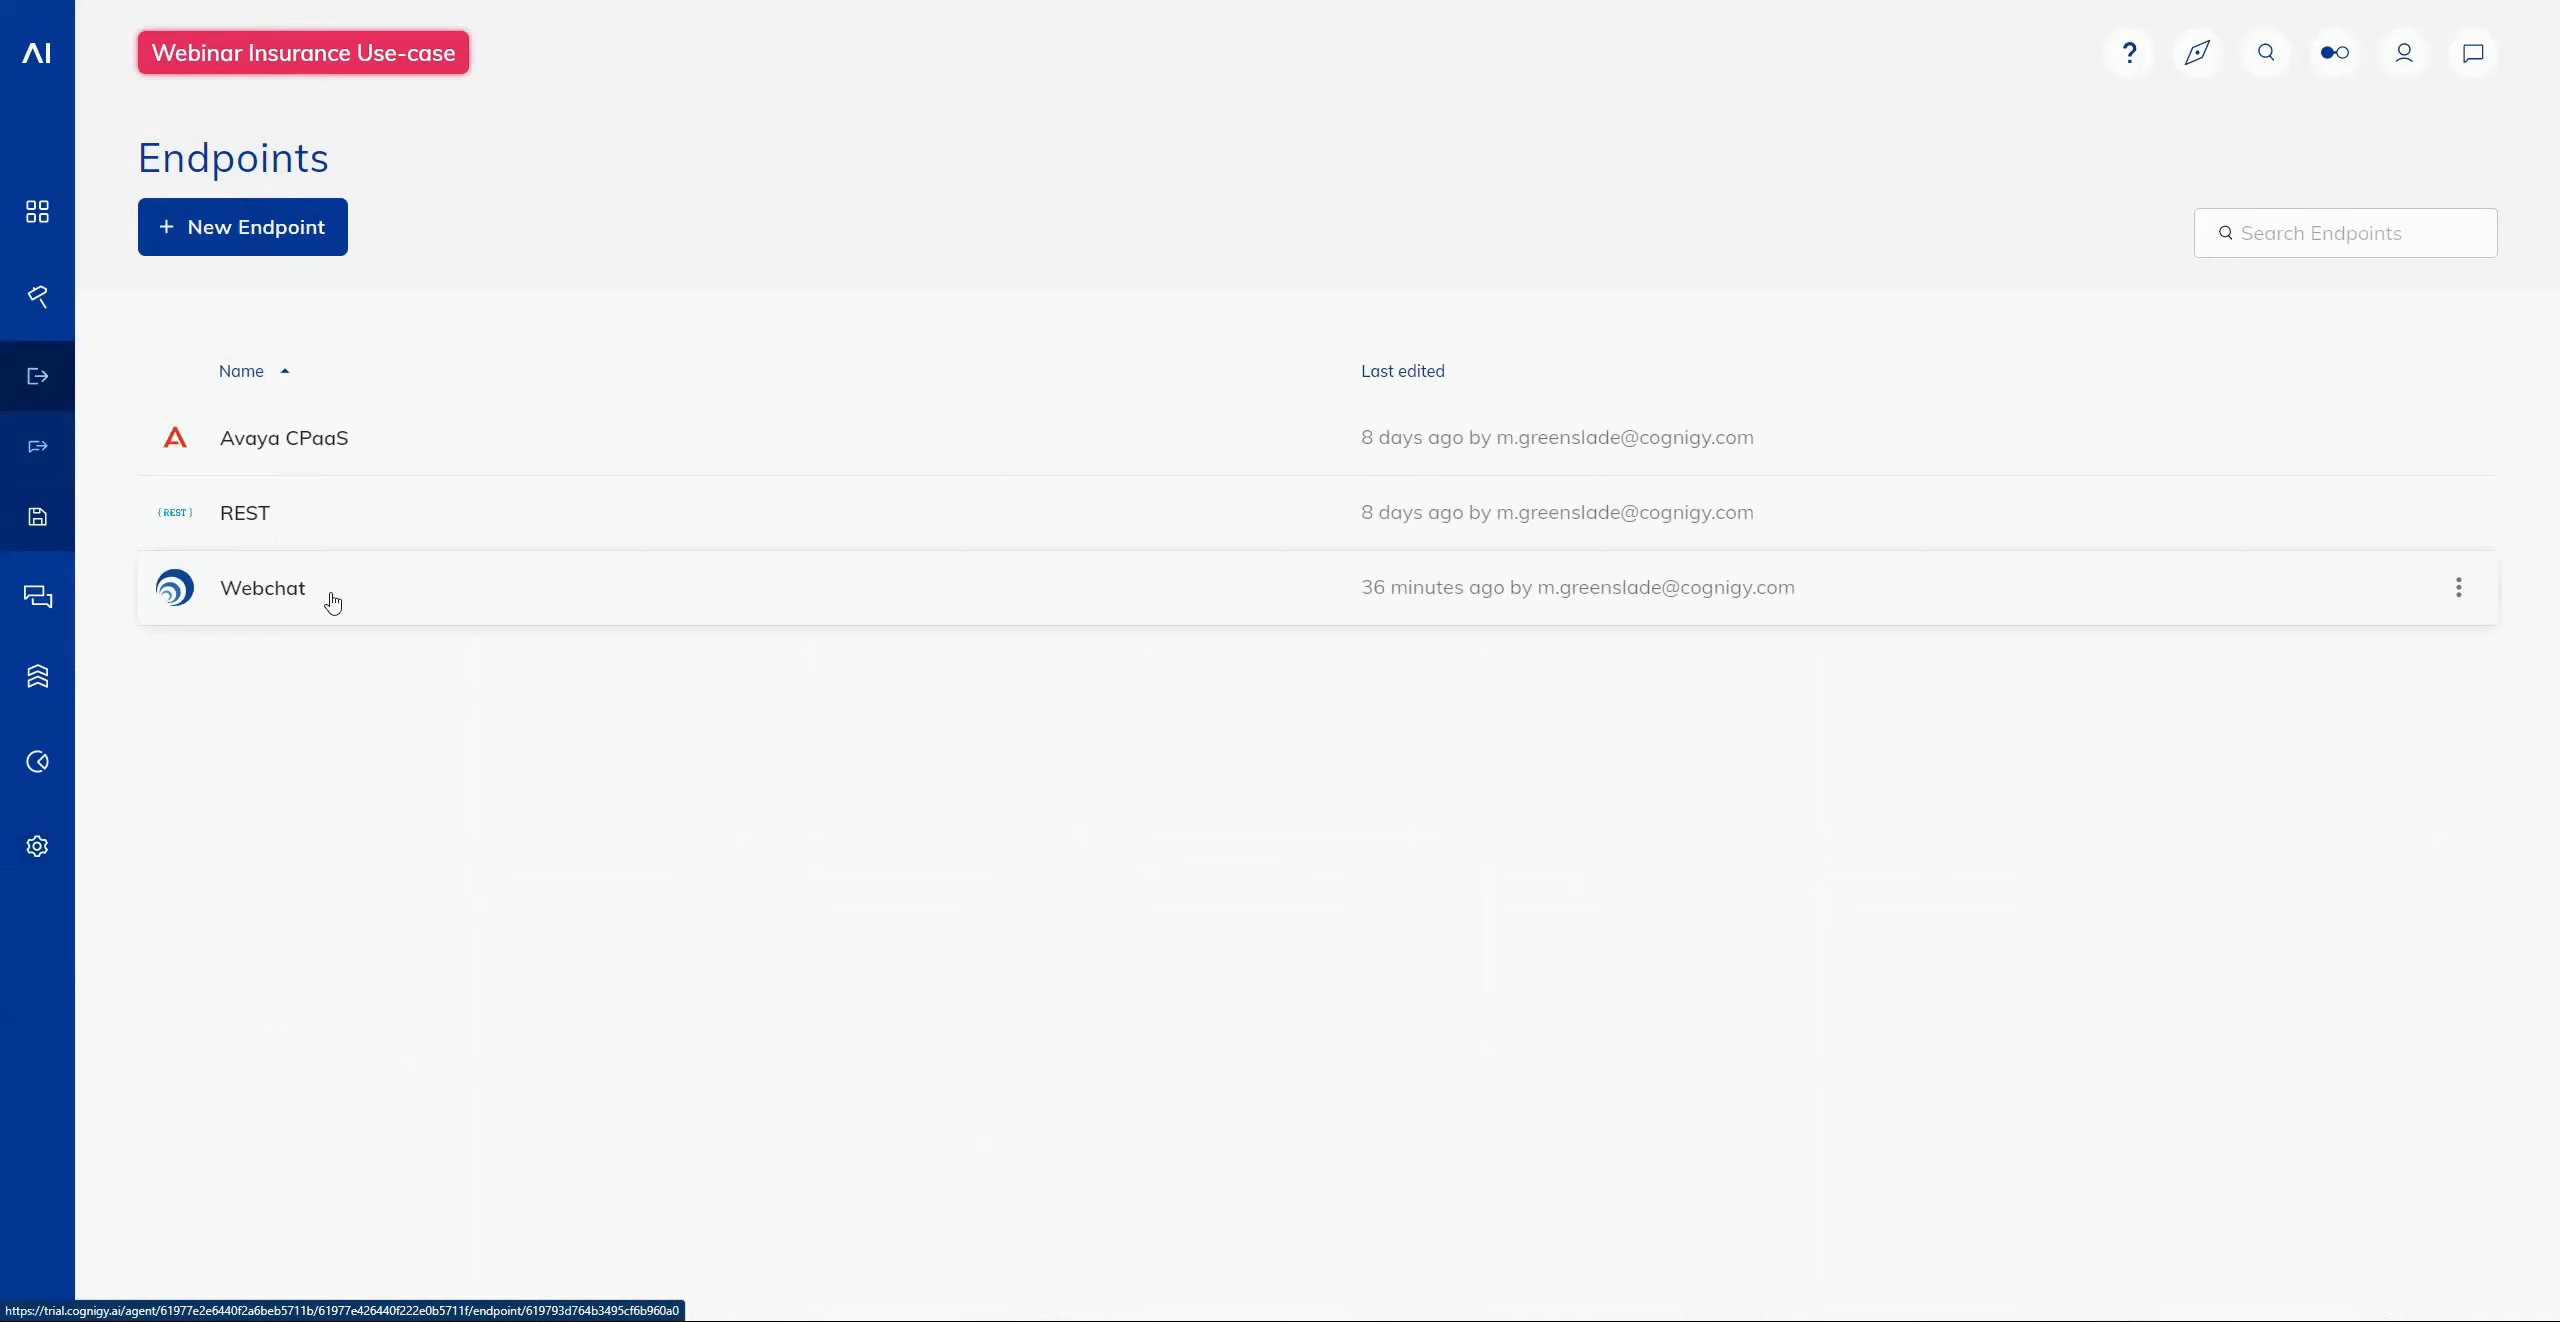 AI
Webinar Insurance Use-case
?
Endpoints
+ New Endpoint
Search Endpoints
Name
Last edited
Avaya CPaaS
8 days ago by m.greenslade@cognigy.com
{REST}
REST
8 days ago by m.greenslade@cognigy.com
Webchat
36 minutes ago by m.greenslade@cognigy.com
https://trial.cognigy.ai/agent/61977e2e6440f2a6beb5711b/61977e426440f222e0b5711f/endpoint/619793d764b3495cf6b960a0